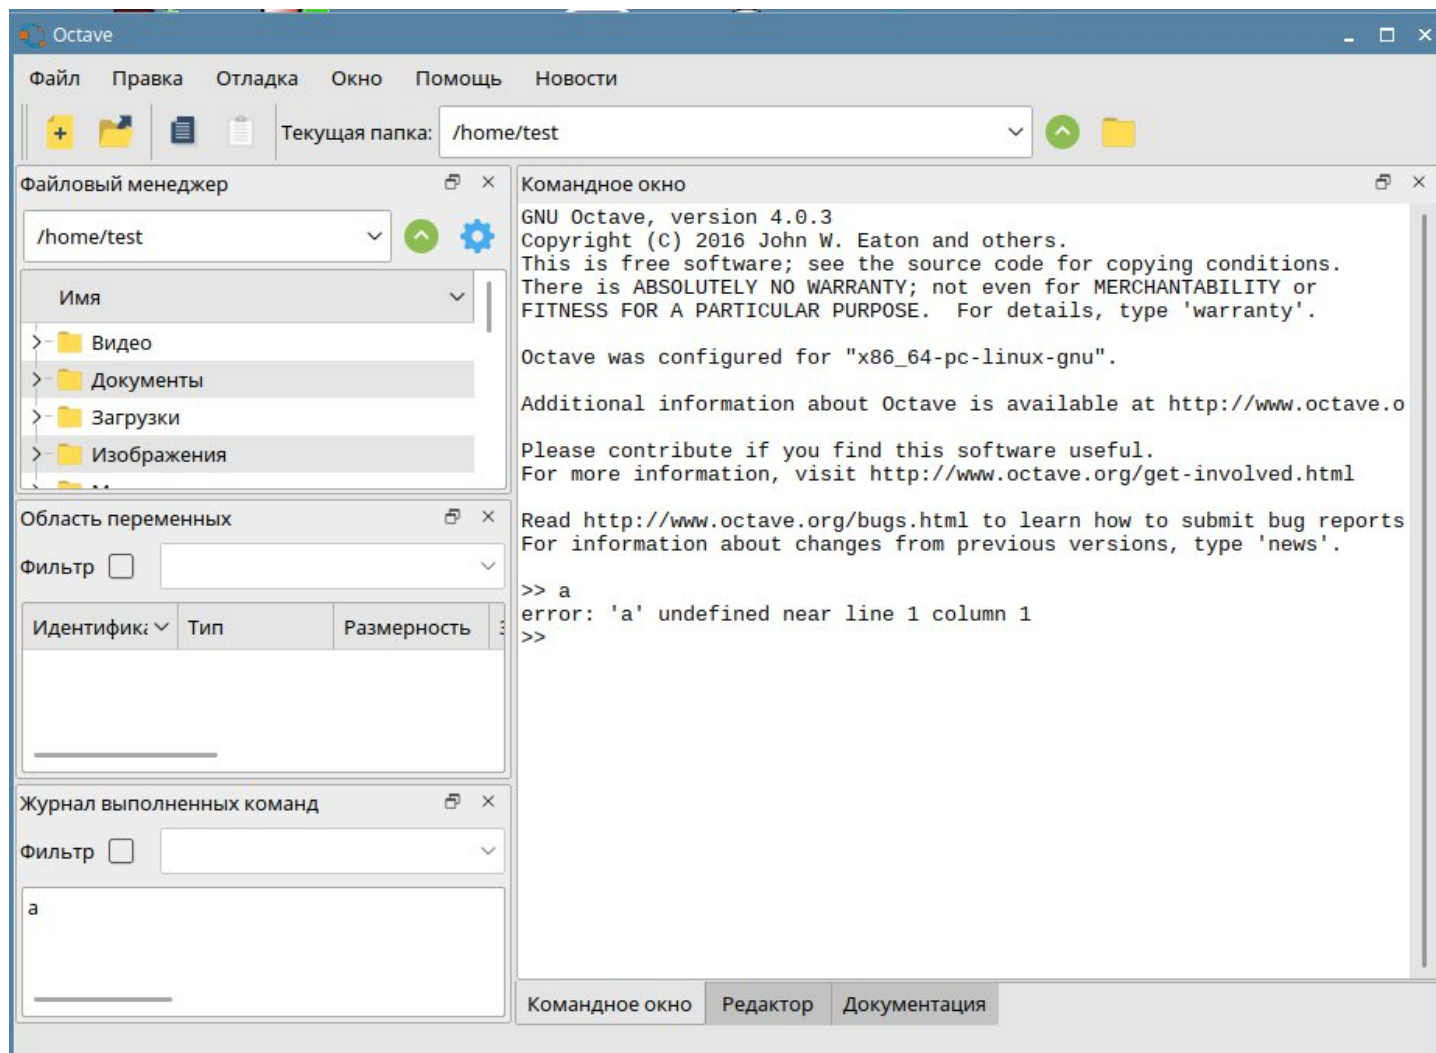 Octave
Файл Правка Отладка Окно Помощь Новости
Текущая папка: /home/test
Файловый менеджер
/home/test
Имя
Видео
Документы
Загрузки
Изображения
Область переменных
Фильтр
Идентифика Тип Размерность
Журнал выполненных команд
Фильтр
a
Командное окно
GNU Octave, version 4.0.3
Copyright (C) 2016 John W. Eaton and others.
This is free software; see the source code for copying conditions.
There is ABSOLUTELY NO WARRANTY; not even for MERCHANTABILITY or
FITNESS FOR A PARTICULAR PURPOSE.  For details, type 'warranty'.
Octave was configured for "x86_64-pc-linux-gnu".
Additional information about Octave is available at http://www.octave.o
Please contribute if you find this software useful.
For more information, visit http://www.octave.org/get-involved.html
Read http://www.octave.org/bugs.html to learn how to submit bug reports
For information about changes from previous versions, type 'news'.
>> a
error: 'a' undefined near line 1 column 1
>>
Командное окно Редактор Документация